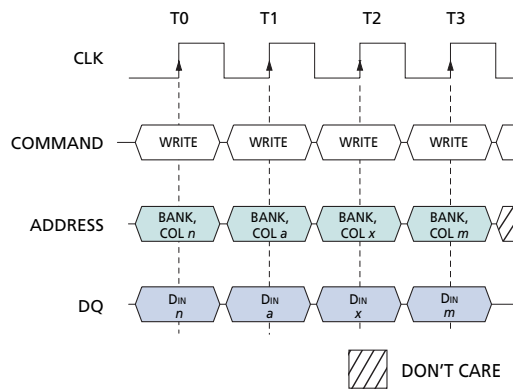 T0 T1 T2 T3
CLK
COMMAND WRITE WRITE WRITE WRITE
ADDRESS BANK, COL n BANK, COL a BANK, COL x BANK, COL m
DQ DIN n DIN a DIN x DIN m
DON'T CARE